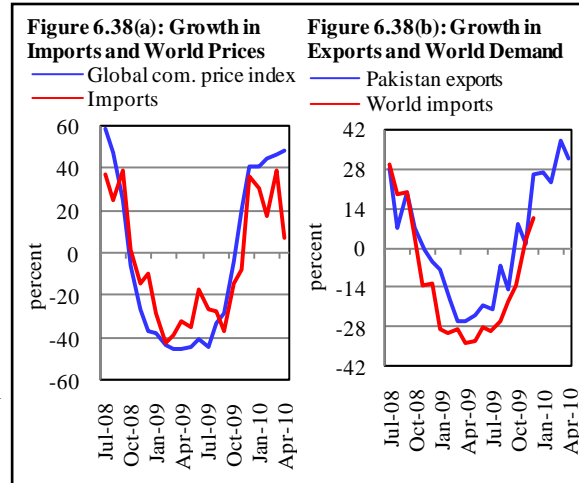 Figure 6.38(a): Growth in
Imports and World Prices
Global com. price index
Imports
60
40
20
0
-20
-40
-60
percent
Jul-08
Oct-08
Jan-09
Apr-09
Jul-09
Oct-09
Jan-10
Apr-10
Figure 6.38(b): Growth in
Exports and World Demand
Pakistan exports
World imports
42
28
14
0
-14
-28
-42
percent
Jul-08
Oct-08
Jan-09
Apr-09
Jul-09
Oct-09
Jan-10
Apr-10